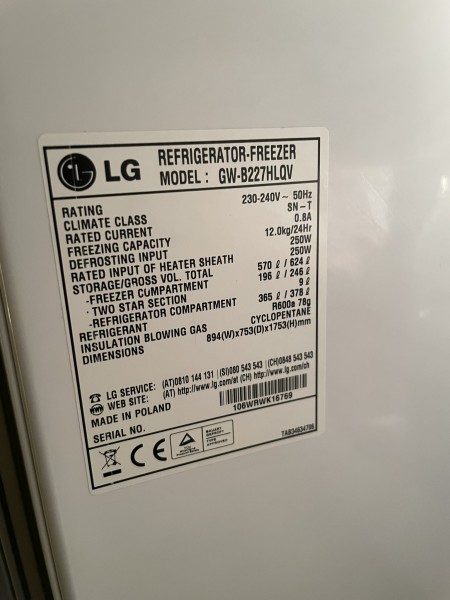 LG
REFRIGERATOR-FREEZER
MODEL : GW-B227HLQV
RATING 230-240V~ 50Hz
CLIMATE CLASS SN-T
RATED CURRENT 0.8A
FREEZING CAPACITY 12.0kg/24Hr
DEFROSTING INPUT 250W
RATED INPUT OF HEATER SHEATH 250W
STORAGE/GROSS VOL. TOTAL 570 ℓ / 624 ℓ
-FREEZER COMPARTMENT 196 ℓ / 246 ℓ
· TWO STAR SECTION 9 ℓ
-REFRIGERATOR COMPARTMENT 365 ℓ / 378 ℓ
REFRIGERANT R600a 78g
INSULATION BLOWING GAS CYCLOPENTANE
DIMENSIONS 894(W)x753(D)x1753(H)mm
LG SERVICE: (AT)0810 144 131 (SI)080 543 543 (CH)0848 543 543
WEB SITE: (AT) http://www.lg.com/at (CH) http://www.lg.com/ch
MADE IN POLAND
SERIAL NO. 106WRWK16769
CE
TAB34634706